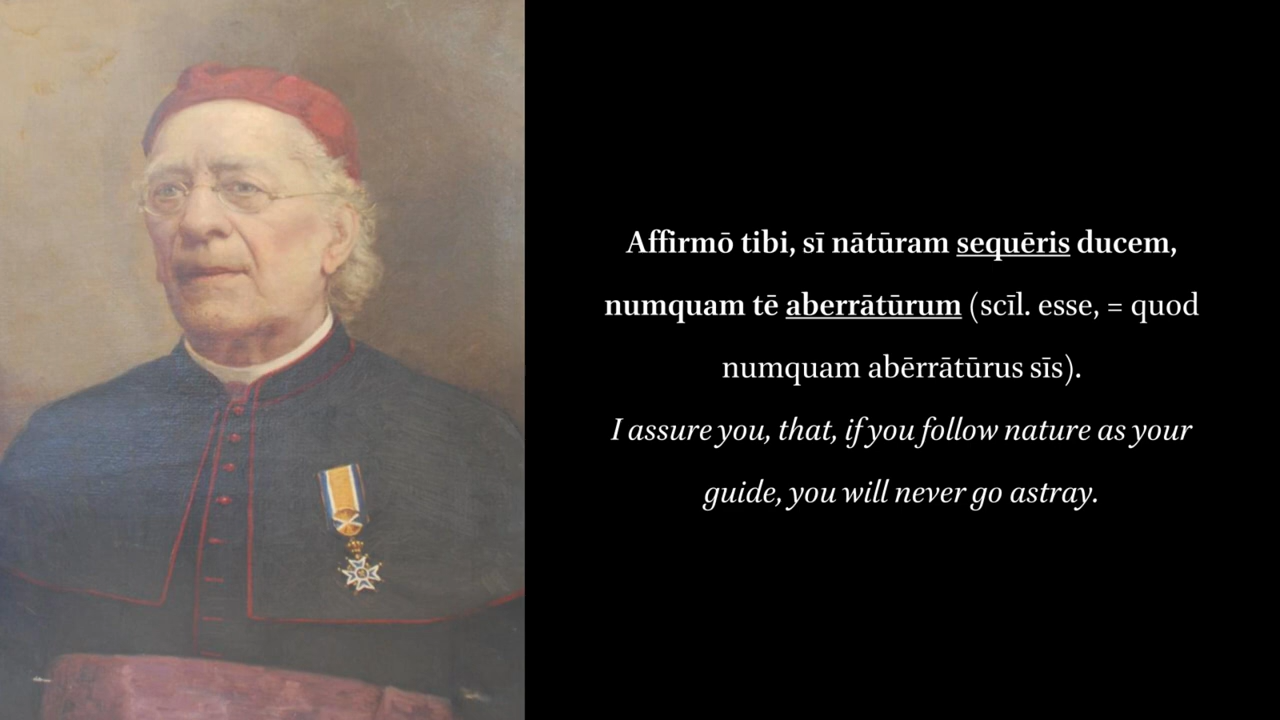 Affirmō tibi, sī nātūram sequēris ducem,
numquam tē aberrātūrum (scīl. esse, = quod
numquam abērrātūrus sīs).
I assure you, that, if you follow nature as your
guide, you will never go astray.